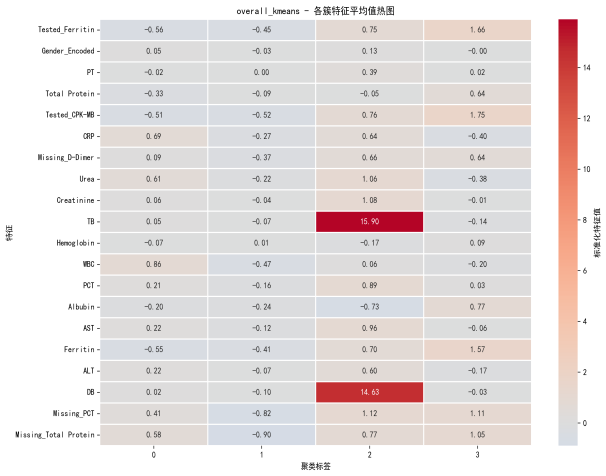 overall_kmeans - 各簇特征平均值热图
Tested_Ferritin -0.56 -0.45 0.75 1.66
Gender_Encoded 0.05 -0.03 0.13 -0.00
PT -0.02 0.00 0.39 0.02
Total Protein -0.33 -0.09 -0.05 0.64
Tested_CPK-MB -0.51 -0.52 0.76 1.75
CRP 0.69 -0.27 0.64 -0.40
Missing_D-Dimer 0.09 -0.37 0.66 0.64
Urea 0.61 -0.22 1.06 -0.38
Creatinine 0.06 -0.04 1.08 -0.01
TB 0.05 -0.07 15.90 -0.14
Hemoglobin -0.07 0.01 -0.17 0.09
WBC 0.86 -0.47 0.06 -0.20
PCT 0.21 -0.16 0.89 0.03
Albubin -0.20 -0.24 -0.73 0.77
AST 0.22 -0.12 0.96 -0.06
Ferritin -0.55 -0.41 0.70 1.57
ALT 0.22 -0.07 0.60 -0.17
DB 0.02 -0.10 14.63 -0.03
Missing_PCT 0.41 -0.82 1.12 1.11
Missing_Total Protein 0.58 -0.90 0.77 1.05
0 1 2 3
聚类标签
特征
14
12
10
8
6
4
2
0
标准化特征值